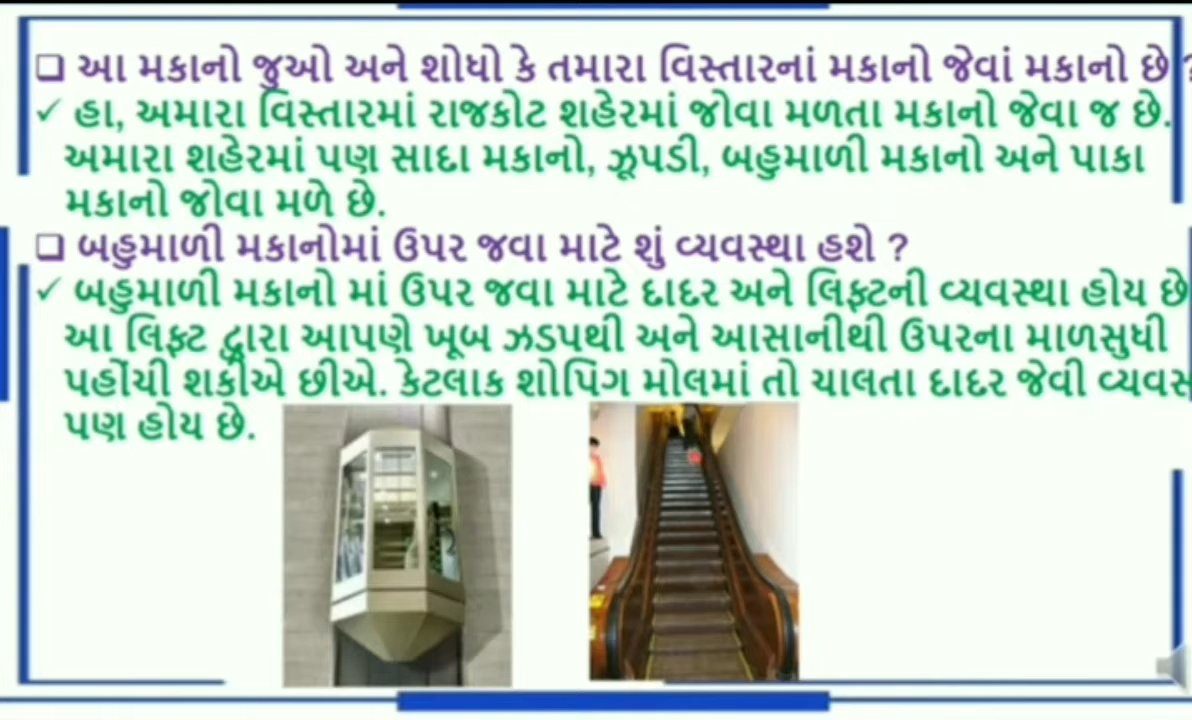 ❑ આ મકાનો જુઓ અને શોધો કે તમારા વિસ્તારનાં મકાનો જેવાં મકાનો છે ?
✓ હા, અમારા વિસ્તારમાં રાજકોટ શહેરમાં જોવા મળતા મકાનો જેવા જ છે.
અમારા શહેરમાં પણ સાદા મકાનો, ઝૂપડી, બહુમાળી મકાનો અને પાકા
મકાનો જોવા મળે છે.
❑ બહુમાળી મકાનોમાં ઉપર જવા માટે શું વ્યવસ્થા હશે ?
✓ બહુમાળી મકાનો માં ઉપર જવા માટે દાદર અને લિફ્ટની વ્યવસ્થા હોય છે
આ લિફ્ટ દ્વારા આપણે ખૂબ ઝડપથી અને આસાનીથી ઉપરના માળસુધી
પહોંચી શકીએ છીએ. કેટલાક શોપિંગ મોલમાં તો ચાલતા દાદર જેવી
પણ હોય છે.